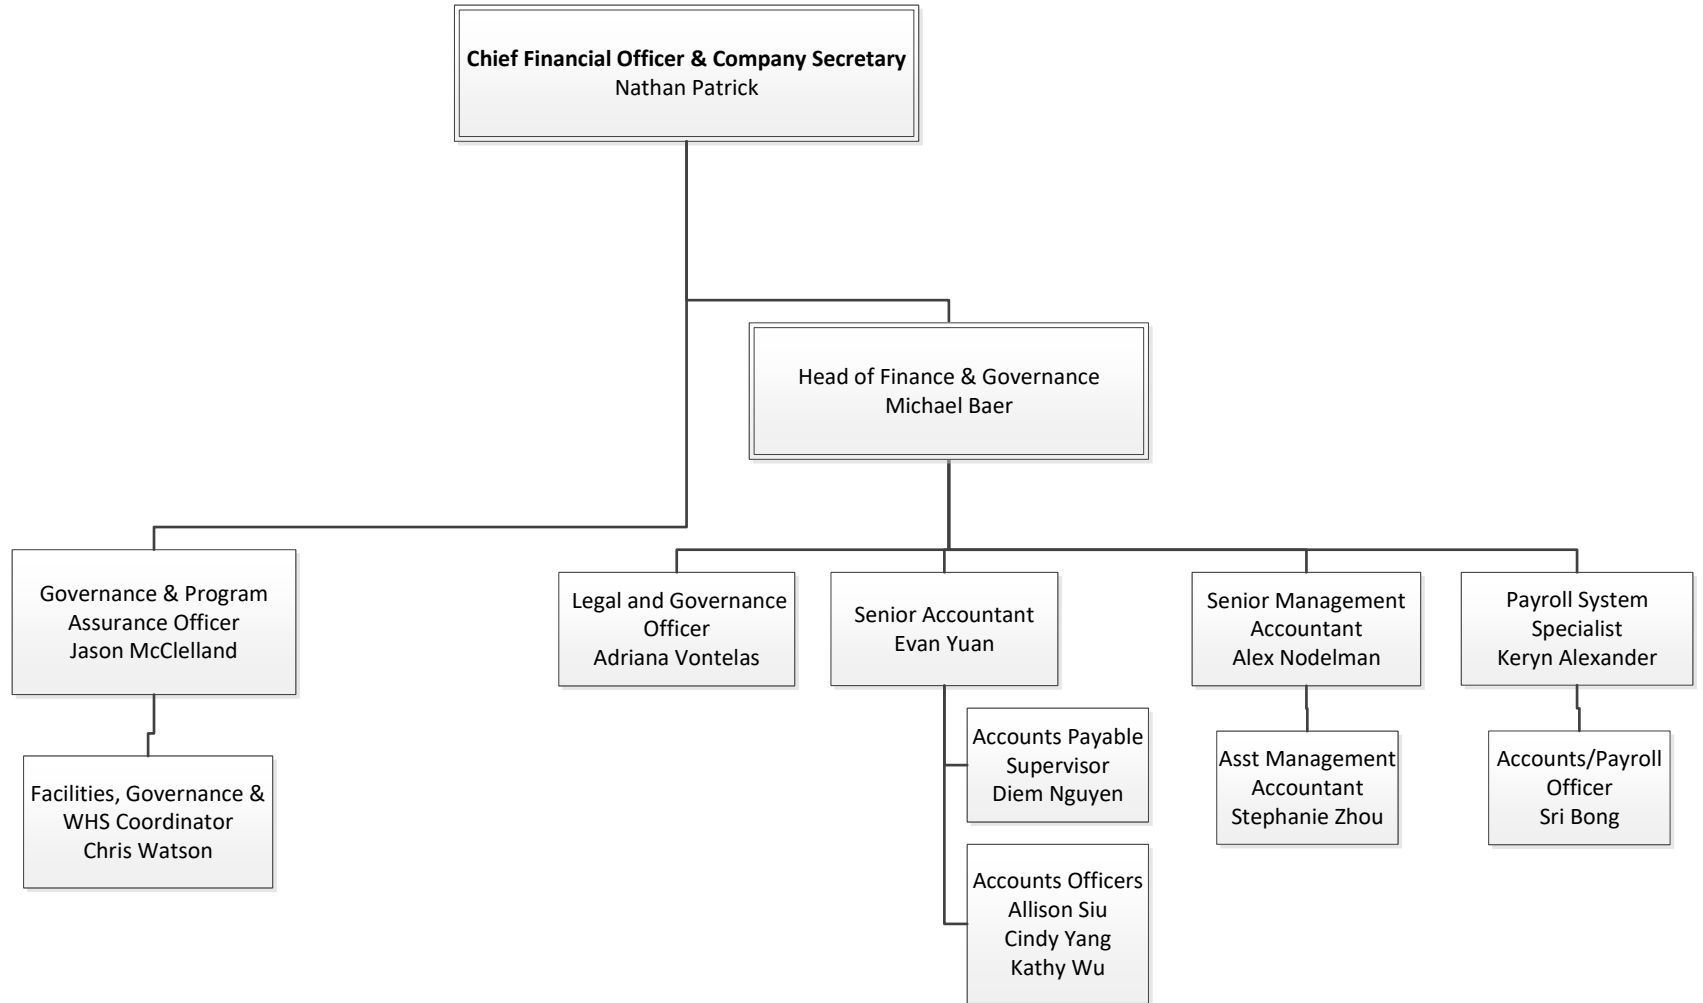 Chief Financial Officer & Company Secretary
Nathan Patrick
Head of Finance & Governance
Michael Baer
Governance & Program
Assurance Officer
Jason McClelland
Legal and Governance
Officer
Adriana Vontelas
Senior Accountant
Evan Yuan
Senior Management
Accountant
Alex Nodelman
Payroll System
Specialist
Keryn Alexander
Facilities, Governance &
WHS Coordinator
Chris Watson
Accounts Payable
Supervisor
Diem Nguyen
Asst Management
Accountant
Stephanie Zhou
Accounts/Payroll
Officer
Sri Bong
Accounts Officers
Allison Siu
Cindy Yang
Kathy Wu